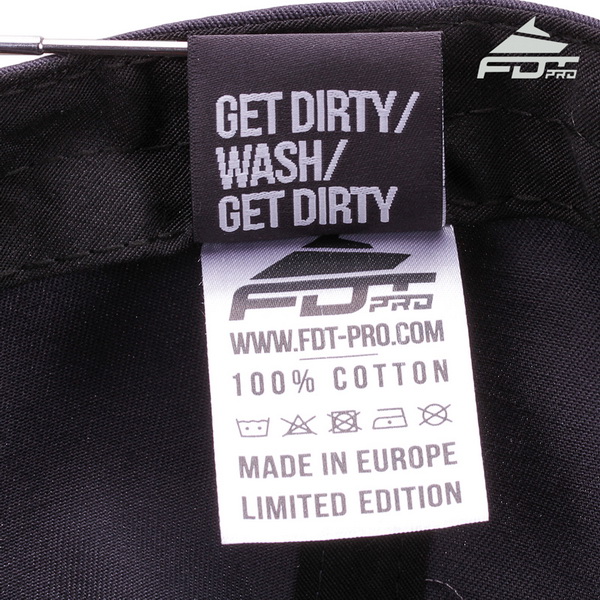 FDT PRO
GET DIRTY/
WASH/
GET DIRTY
FDT PRO
WWW.FDT-PRO.COM
100% COTTON
MADE IN EUROPE
LIMITED EDITION